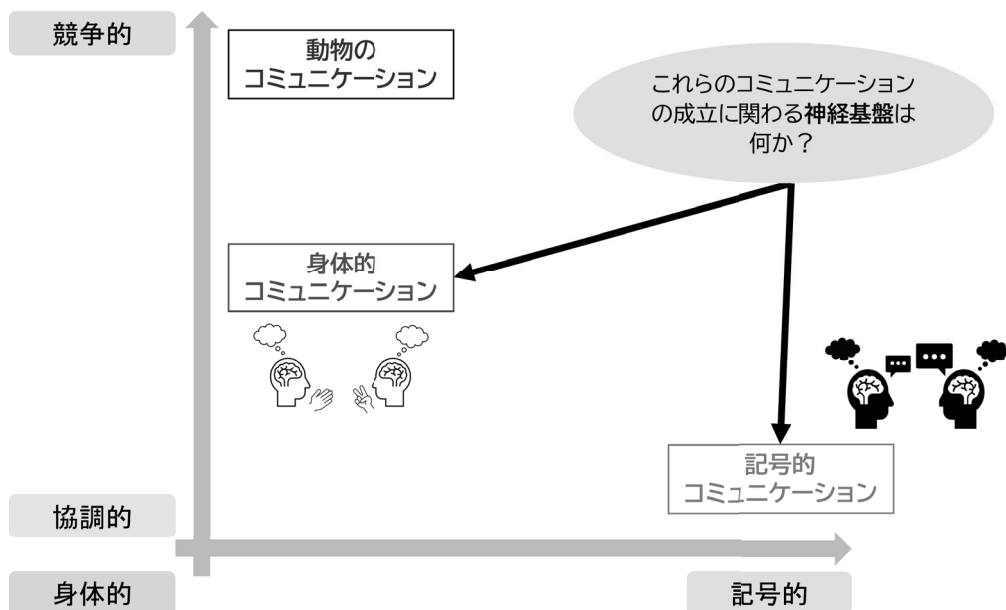 競争的
動物の
コミュニケーション
これらのコミュニケーション
の成立に関わる神経基盤は
何か？
身体的
コミュニケーション
記号的
コミュニケーション
協調的
身体的
記号的